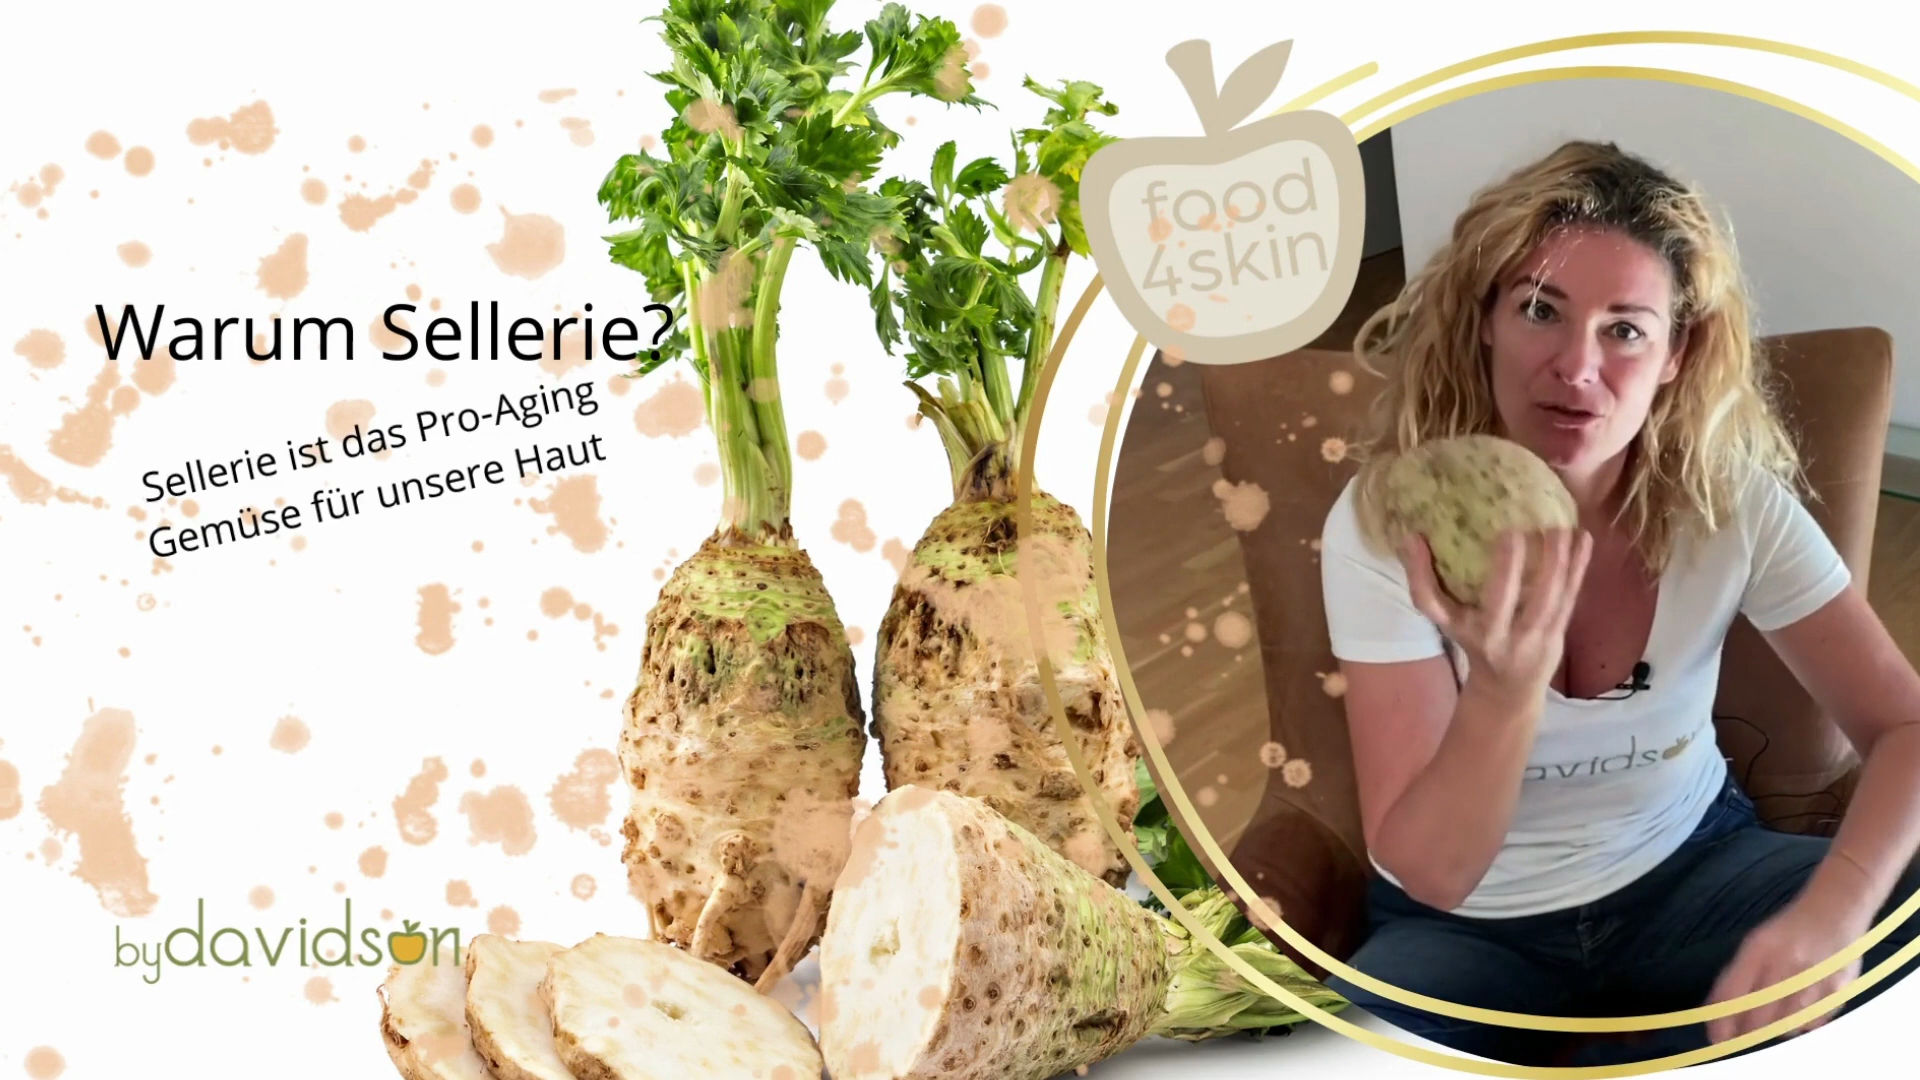 food
4skin
Warum Sellerie?
Sellerie ist das Pro-Aging
Gemüse für unsere Haut
bydavidson